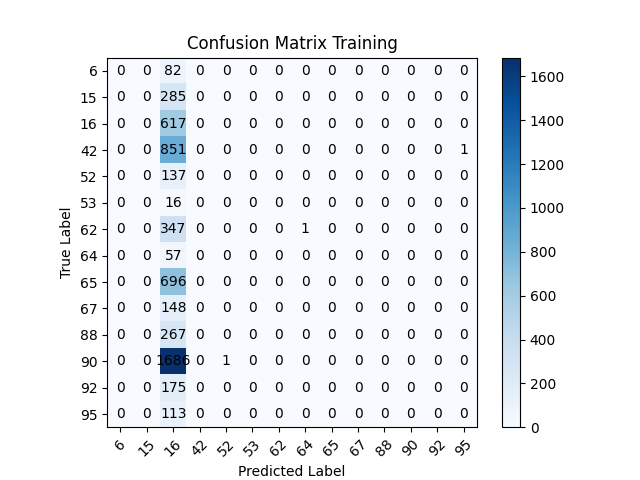 Confusion Matrix Training
True Label
6 0 0 82 0 0 0 0 0 0 0 0 0 0 0
15 0 0 285 0 0 0 0 0 0 0 0 0 0 0
16 0 0 617 0 0 0 0 0 0 0 0 0 0 0
42 0 0 851 0 0 0 0 0 0 0 0 0 0 1
52 0 0 137 0 0 0 0 0 0 0 0 0 0 0
53 0 0 16 0 0 0 0 0 0 0 0 0 0 0
62 0 0 347 0 0 0 0 1 0 0 0 0 0 0
64 0 0 57 0 0 0 0 0 0 0 0 0 0 0
65 0 0 696 0 0 0 0 0 0 0 0 0 0 0
67 0 0 148 0 0 0 0 0 0 0 0 0 0 0
88 0 0 267 0 0 0 0 0 0 0 0 0 0 0
90 0 0 1686 0 1 0 0 0 0 0 0 0 0 0
92 0 0 175 0 0 0 0 0 0 0 0 0 0 0
95 0 0 113 0 0 0 0 0 0 0 0 0 0 0
6 15 16 42 52 53 62 64 65 67 88 90 92 95
Predicted Label
1600
1400
1200
1000
800
600
400
200
0